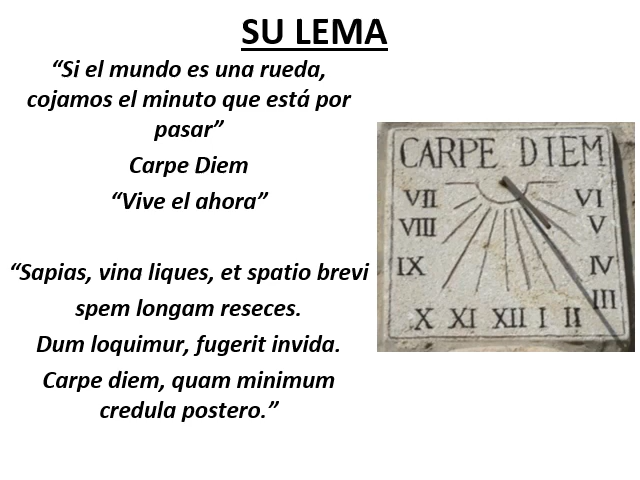 SU LEMA
“Si el mundo es una rueda,
cojamos el minuto que está por
pasar”
Carpe Diem
“Vive el ahora”
“Sapias, vina liques, et spatio brevi
spem longam reseces.
Dum loquimur, fugerit invida.
Carpe diem, quam minimum
credula postero.”
CARPE DIEM
VII VI
VIII V
IX IV
III
X XI XII I II